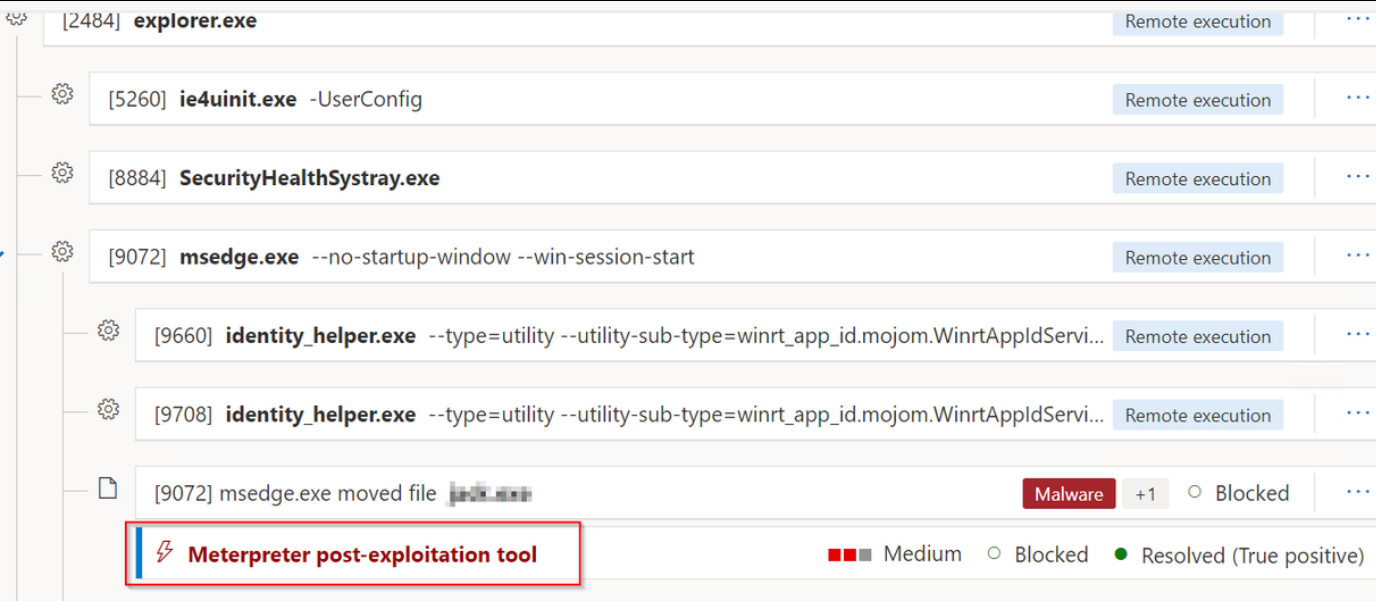 [2484] explorer.exe Remote execution ...
[5260] ie4uinit.exe -UserConfig Remote execution ...
[8884] SecurityHealthSystray.exe Remote execution ...
[9072] msedge.exe --no-startup-window --win-session-start Remote execution ...
[9660] identity_helper.exe --type=utility --utility-sub-type=winrt_app_id.mojom.WinrtAppIdServi... Remote execution ...
[9708] identity_helper.exe --type=utility --utility-sub-type=winrt_app_id.mojom.WinrtAppIdServi... Remote execution ...
[9072] msedge.exe moved file Malware +1 Blocked ...
Meterpreter post-exploitation tool Medium Blocked Resolved (True positive)